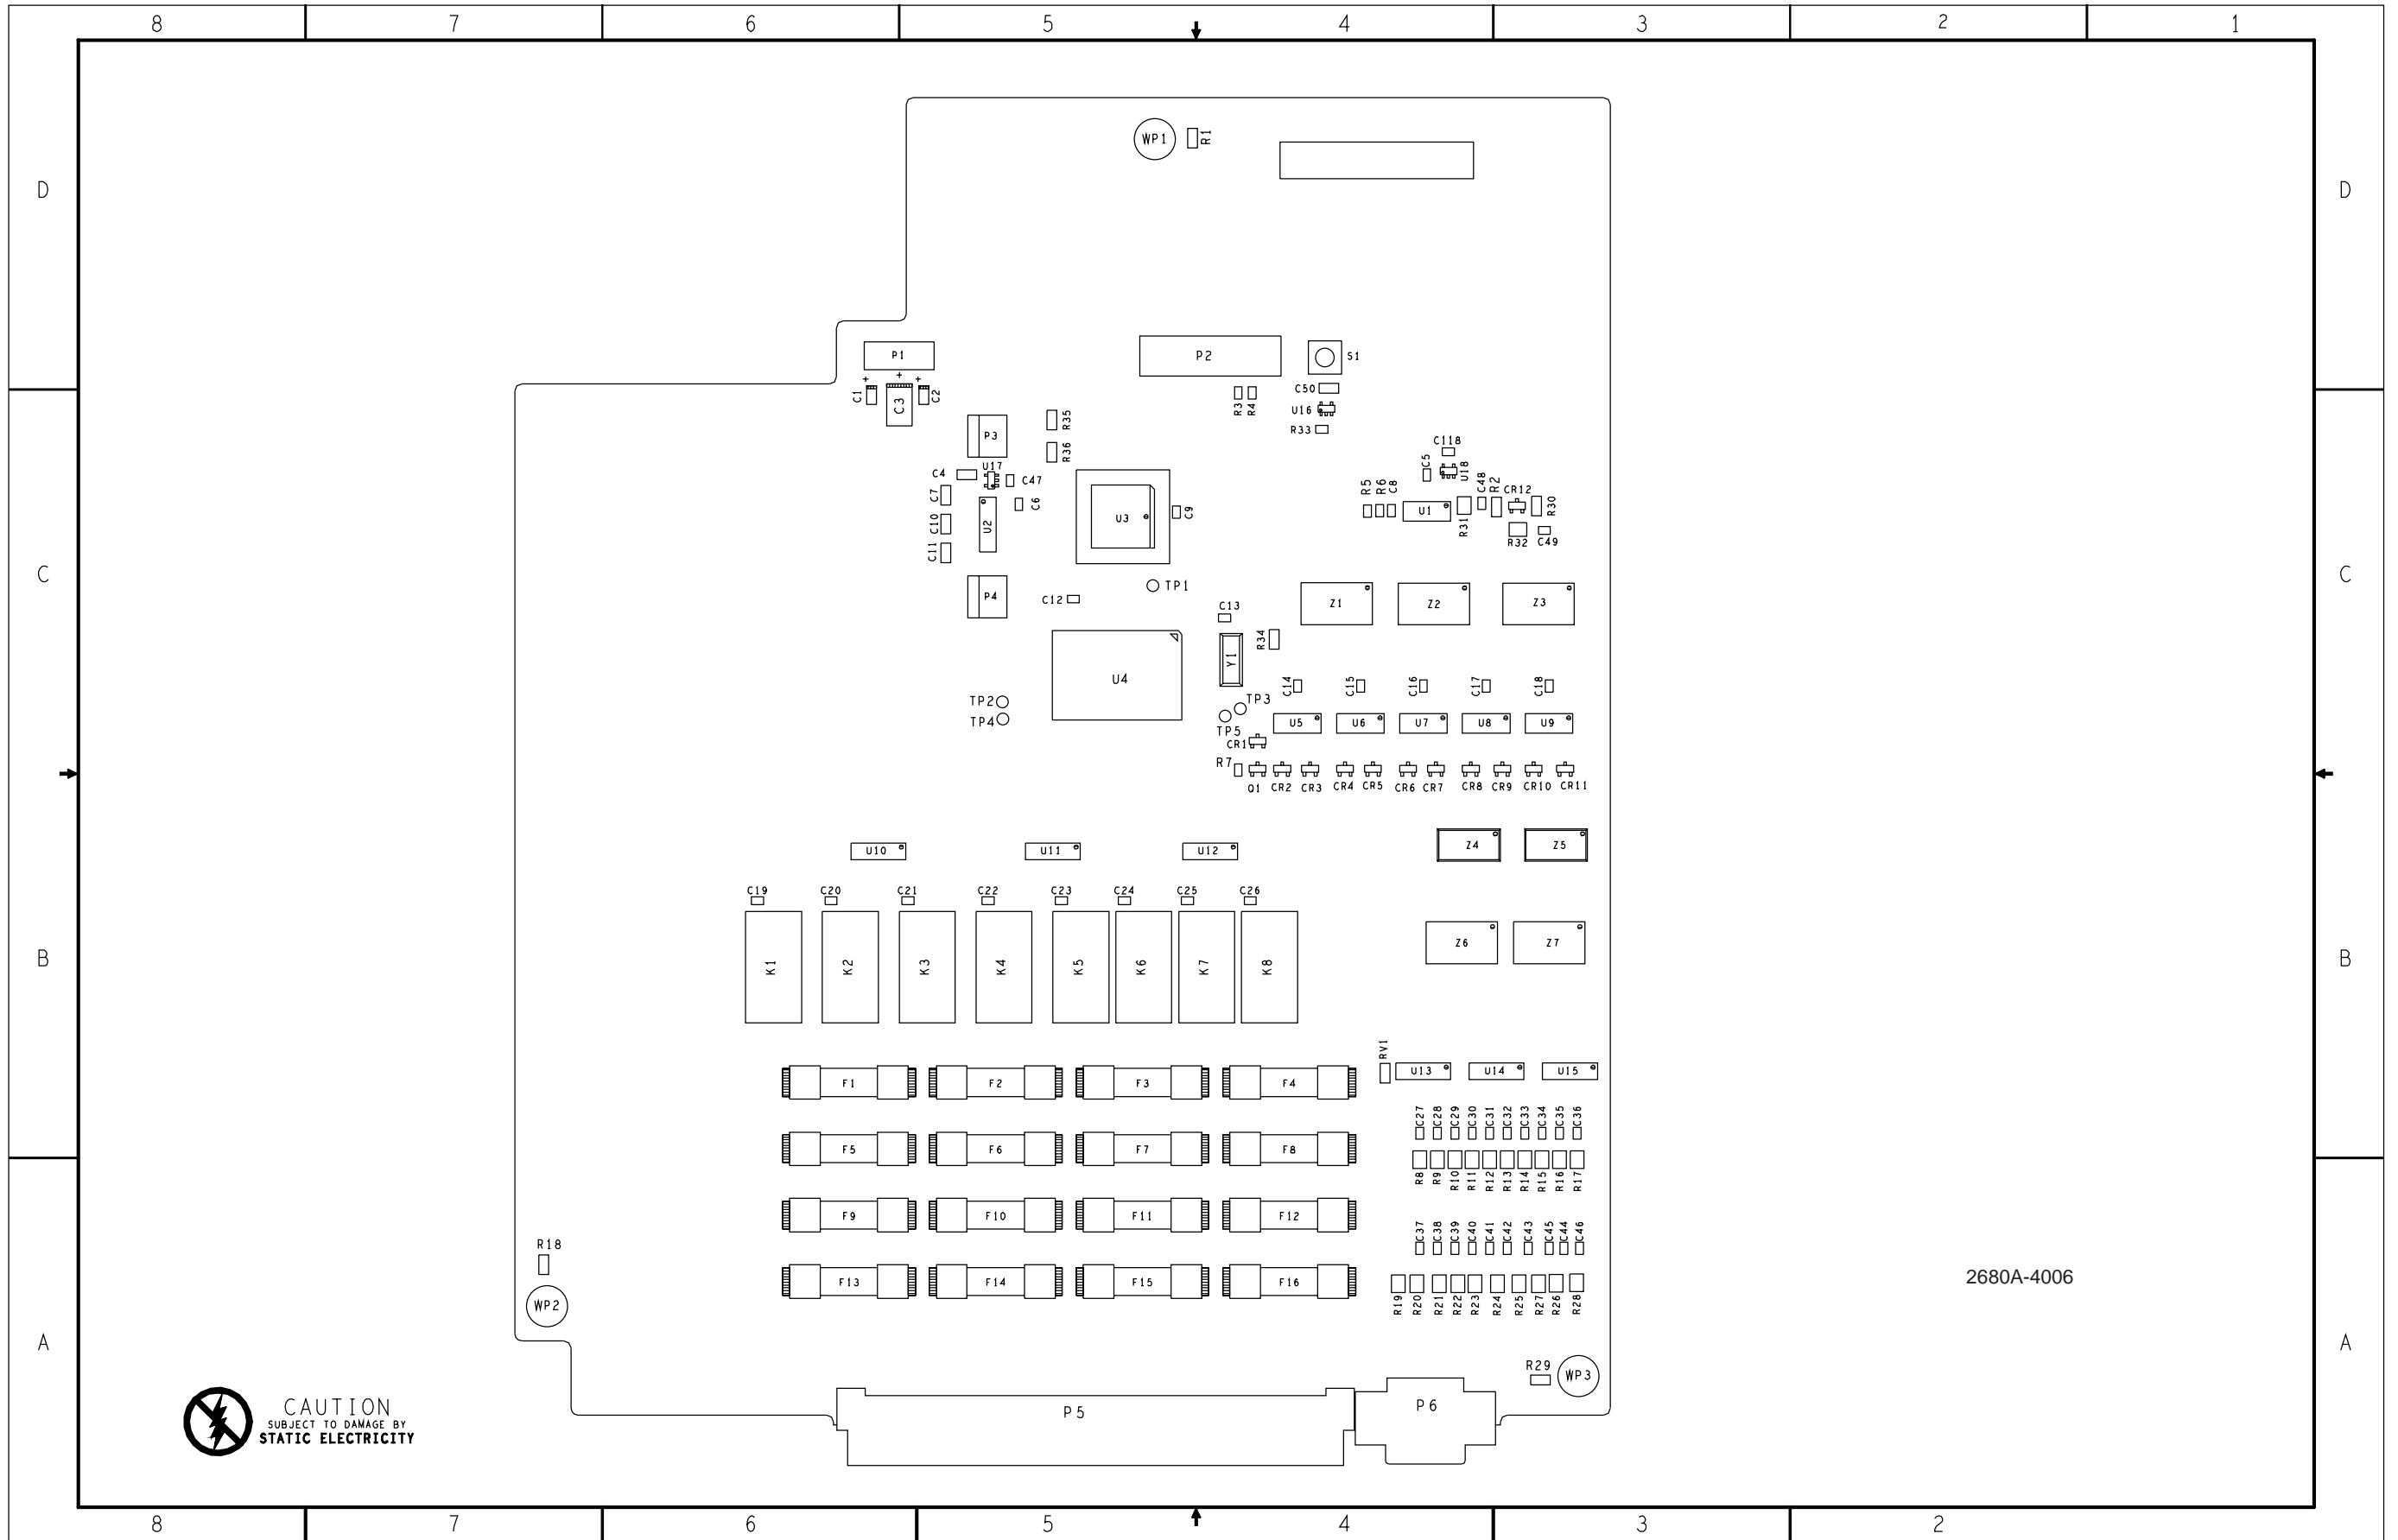 8 7 6 5 4 3 2 1
WP1 R1
D D
P1 P2 S1
C1 C3 C2 R3 R4 C50
U16
R33
P3 R35
R36
C118
C4 U17 C47 C5 U18
C7 C6 R5 R6 C8 C48 R2 CR12 R30
C10 U2 U3 C9 U1 R31
C11 R32 C49
C C
P4 TP1
C12 C13 Z1 Z2 Z3
R34
Y1
U4
C14 C15 C16 C17 C18
TP2 TP3
TP4 U5 U6 U7 U8 U9
TP5
CR1
R7
Q1 CR2 CR3 CR4 CR5 CR6 CR7 CR8 CR9 CR10 CR11
U10 U11 U12 Z4 Z5
C19 C20 C21 C22 C23 C24 C25 C26
Z6 Z7
B K1 K2 K3 K4 K5 K6 K7 K8 B
RV1
U13 U14 U15
F1 F2 F3 F4
C27 C28 C29 C30 C31 C32 C33 C34 C35 C36
F5 F6 F7 F8
R8 R9 R10 R11 R12 R13 R14 R15 R16 R17
F9 F10 F11 F12
C37 C38 C39 C40 C41 C42 C43 C45 C44 C46
R18
F13 F14 F15 F16
2680A-4006
WP2
R19 R20 R21 R22 R23 R24 R25 R27 R26 R28
A A
R29 WP3
P5 P6
CAUTION
SUBJECT TO DAMAGE BY
STATIC ELECTRICITY
8 7 6 5 4 3 2